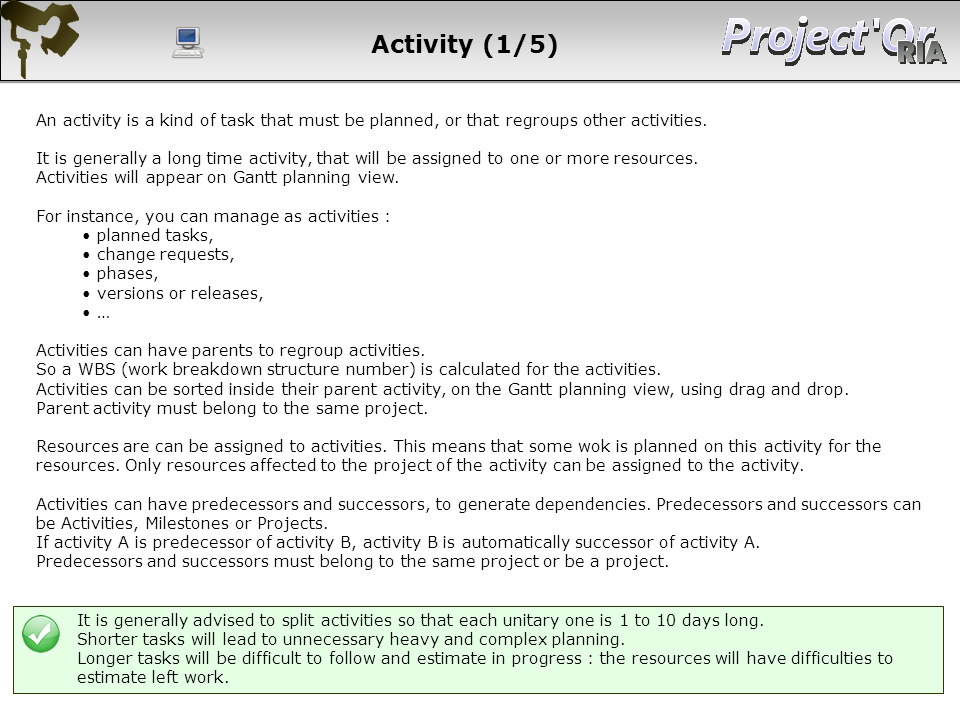 Activity (1/5)
Project'Or
RIA
An activity is a kind of task that must be planned, or that regroups other activities.
It is generally a long time activity, that will be assigned to one or more resources.
Activities will appear on Gantt planning view.
For instance, you can manage as activities :
• planned tasks,
• change requests,
• phases,
• versions or releases,
• …
Activities can have parents to regroup activities.
So a WBS (work breakdown structure number) is calculated for the activities.
Activities can be sorted inside their parent activity, on the Gantt planning view, using drag and drop.
Parent activity must belong to the same project.
Resources are can be assigned to activities. This means that some wok is planned on this activity for the
resources. Only resources affected to the project of the activity can be assigned to the activity.
Activities can have predecessors and successors, to generate dependencies. Predecessors and successors can
be Activities, Milestones or Projects.
If activity A is predecessor of activity B, activity B is automatically successor of activity A.
Predecessors and successors must belong to the same project or be a project.
It is generally advised to split activities so that each unitary one is 1 to 10 days long.
Shorter tasks will lead to unnecessary heavy and complex planning.
Longer tasks will be difficult to follow and estimate in progress : the resources will have difficulties to
estimate left work.